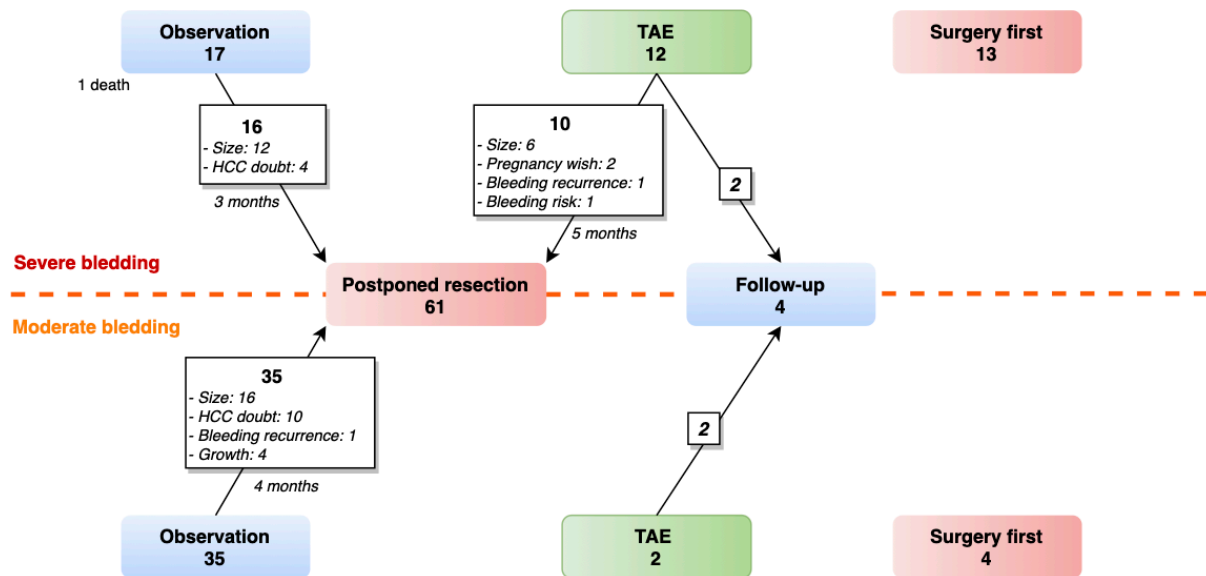 Observation
17
TAE
12
Surgery first
13
1 death
16
- Size: 12
- HCC doubt: 4
3 months
10
- Size: 6
- Pregnancy wish: 2
- Bleeding recurrence: 1
- Bleeding risk: 1
5 months
2
Severe bledding
Postponed resection
61
Follow-up
4
Moderate bledding
35
- Size: 16
- HCC doubt: 10
- Bleeding recurrence: 1
- Growth: 4
4 months
2
Observation
35
TAE
2
Surgery first
4